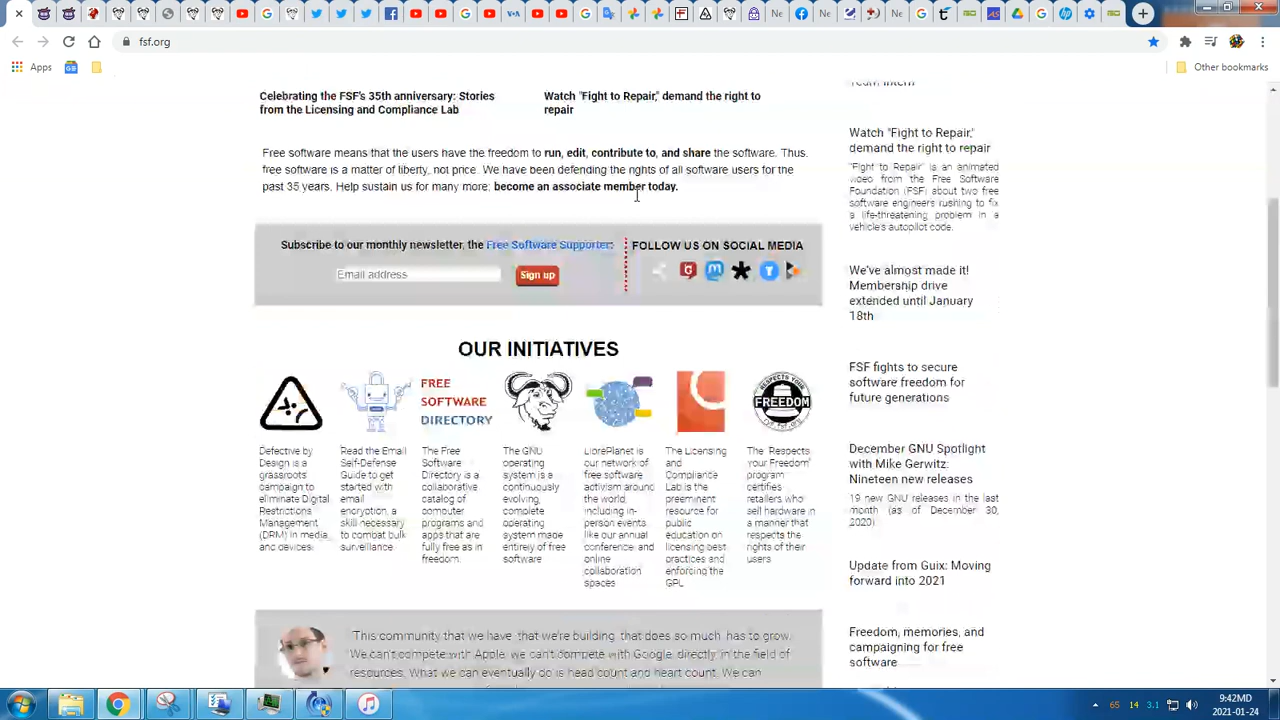 fsf.org
Apps
Other bookmarks
Celebrating the FSF's 35th anniversary: Stories
from the Licensing and Compliance Lab
Watch "Fight to Repair," demand the right to
repair
Free software means that the users have the freedom to run, edit, contribute to, and share the software. Thus,
free software is a matter of liberty, not price. We have been defending the rights of all software users for the
past 35 years. Help sustain us for many more; become an associate member today.
Subscribe to our monthly newsletter, the Free Software Supporter:
Email address
Sign up
FOLLOW US ON SOCIAL MEDIA
OUR INITIATIVES
FREE
SOFTWARE
DIRECTORY
RESPECTS YOUR
FREEDOM
Defective by
Design is a
grassroots
campaign to
eliminate Digital
Restrictions
Management
(DRM) in media
and devices.
Read the Email
Self-Defense
Guide to get
started with
email
encryption, a
skill necessary
to combat bulk
surveillance
The Free
Software
Directory is a
collaborative
catalog of
computer
programs and
apps that are
fully free as in
freedom.
The GNU
operating
system is a
continuously
evolving,
complete
operating
system made
entirely of free
software
LibrePlanet is
our network of
free software
activism around
the world,
including in-
person events
like our annual
conference, and
online
collaboration
spaces
The Licensing
and
Compliance
Lab is the
preeminent
resource for
public
education on
licensing best
practices and
enforcing the
GPL
The "Respects
Your Freedom"
program
certifies
retailers who
sell hardware in
a manner that
respects the
rights of their
users
This community that we have, that we're building, that does so much, has to grow.
We can't compete with Apple, we can't compete with Google, directly, in the field of
resources. What we can eventually do is head count and heart count. We can
Team intern
Watch "Fight to Repair,"
demand the right to repair
"Fight to Repair" is an animated
video from the Free Software
Foundation (FSF) about two free
software engineers rushing to fix
a life-threatening problem in a
vehicle's autopilot code.
We've almost made it!
Membership drive
extended until January
18th
FSF fights to secure
software freedom for
future generations
December GNU Spotlight
with Mike Gerwitz:
Nineteen new releases
19 new GNU releases in the last
month (as of December 30,
2020)
Update from Guix: Moving
forward into 2021
Freedom, memories, and
campaigning for free
software
65 14 3.1
9:42MD
2021-01-24